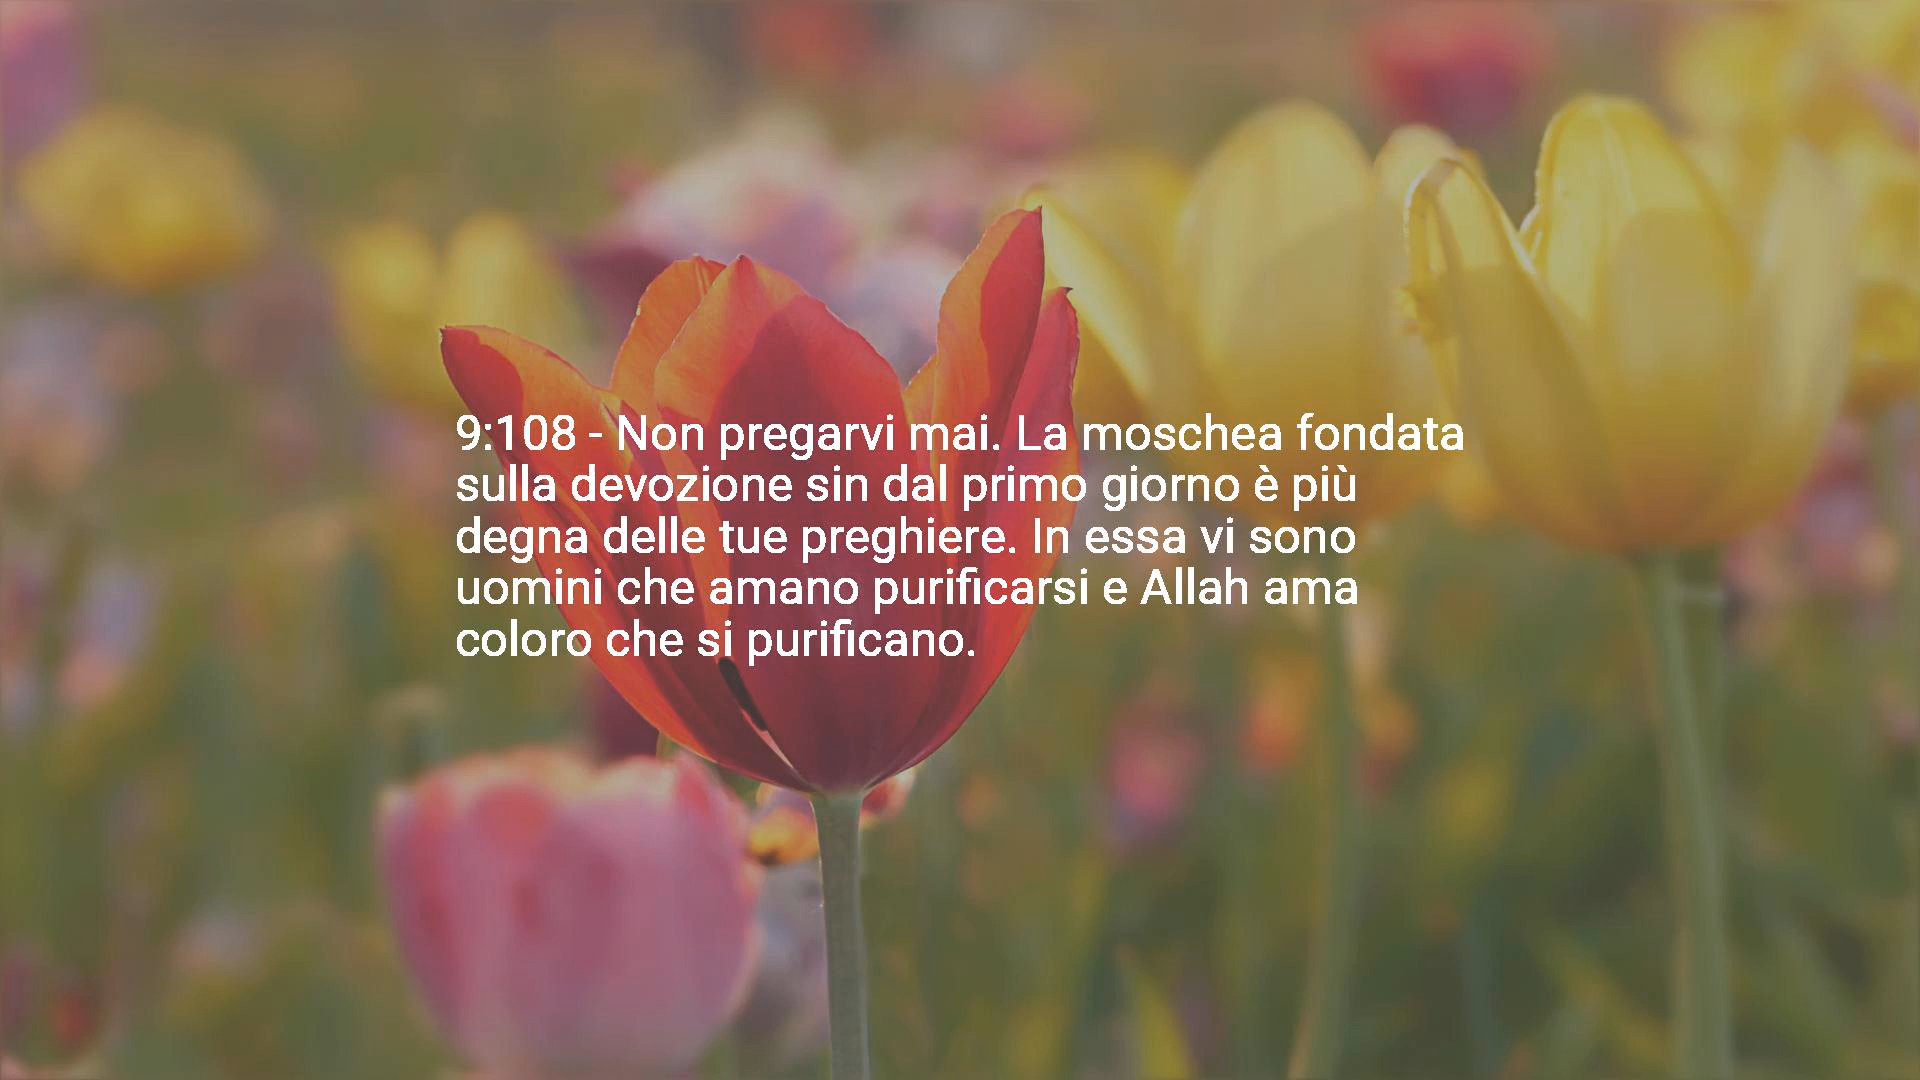 9:108 - Non pregarvi mai. La moschea fondata
sulla devozione sin dal primo giorno è più
degna delle tue preghiere. In essa vi sono
uomini che amano purificarsi e Allah ama
coloro che si purificano.